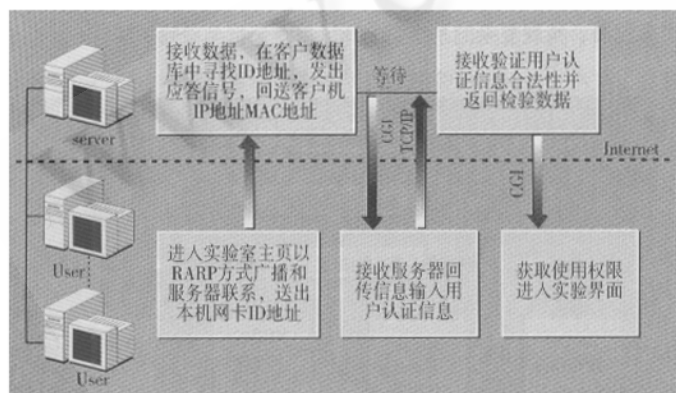 接收数据，在客户数据
库中寻找ID地址，发出
应答信号，回送客户机
IP地址MAC地址
等待
接收验证用户认
证信息合法性并
返回检验数据
server
CGI
TCP/IP
CGI
Internet
User
User
进入实验室主页以
RARP方式广播和
服务器联系，送出
本机网卡ID地址
接收服务器回
传信息输入用
户认证信息
获取使用权限
进入实验界面